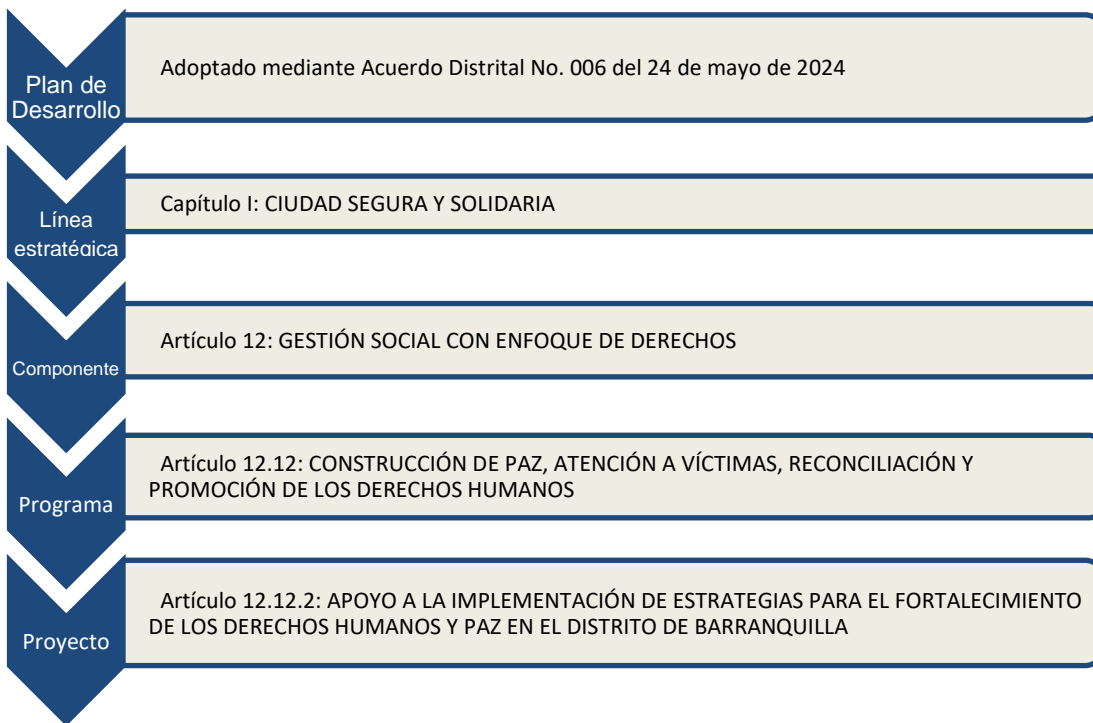 Plan de
Desarrollo
Adoptado mediante Acuerdo Distrital No. 006 del 24 de mayo de 2024
Línea
estratégica
Capítulo I: CIUDAD SEGURA Y SOLIDARIA
Componente
Artículo 12: GESTIÓN SOCIAL CON ENFOQUE DE DERECHOS
Programa
Artículo 12.12: CONSTRUCCIÓN DE PAZ, ATENCIÓN A VÍCTIMAS, RECONCILIACIÓN Y
PROMOCIÓN DE LOS DERECHOS HUMANOS
Proyecto
Artículo 12.12.2: APOYO A LA IMPLEMENTACIÓN DE ESTRATEGIAS PARA EL FORTALECIMIENTO
DE LOS DERECHOS HUMANOS Y PAZ EN EL DISTRITO DE BARRANQUILLA